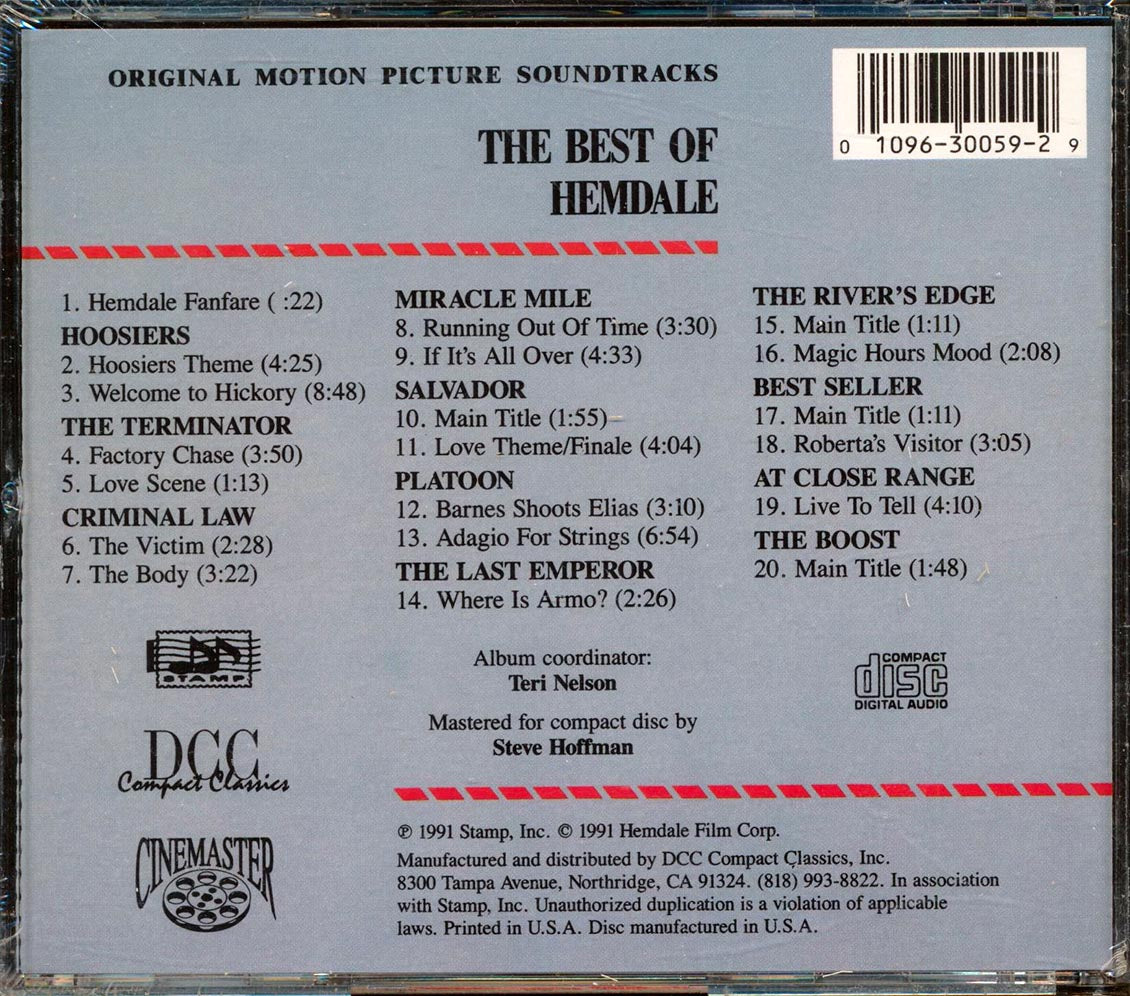 ORIGINAL MOTION PICTURE SOUNDTRACKS
THE BEST OF
HEMDALE
0 1096-30059-2 9
1. Hemdale Fanfare ( :22)
HOOSIERS
2. Hoosiers Theme (4:25)
3. Welcome to Hickory (8:48)
THE TERMINATOR
4. Factory Chase (3:50)
5. Love Scene (1:13)
CRIMINAL LAW
6. The Victim (2:28)
7. The Body (3:22)
MIRACLE MILE
8. Running Out Of Time (3:30)
9. If It's All Over (4:33)
SALVADOR
10. Main Title (1:55)
11. Love Theme/Finale (4:04)
PLATOON
12. Barnes Shoots Elias (3:10)
13. Adagio For Strings (6:54)
THE LAST EMPEROR
14. Where Is Armo? (2:26)
THE RIVER'S EDGE
15. Main Title (1:11)
16. Magic Hours Mood (2:08)
BEST SELLER
17. Main Title (1:11)
18. Roberta's Visitor (3:05)
AT CLOSE RANGE
19. Live To Tell (4:10)
THE BOOST
20. Main Title (1:48)
STAMP
DCC
Compact Classics
CINEMASTER
Album coordinator:
Teri Nelson
Mastered for compact disc by
Steve Hoffman
COMPACT
disc
DIGITAL AUDIO
℗ 1991 Stamp, Inc. © 1991 Hemdale Film Corp.
Manufactured and distributed by DCC Compact Classics, Inc.
8300 Tampa Avenue, Northridge, CA 91324. (818) 993-8822. In association
with Stamp, Inc. Unauthorized duplication is a violation of applicable
laws. Printed in U.S.A. Disc manufactured in U.S.A.